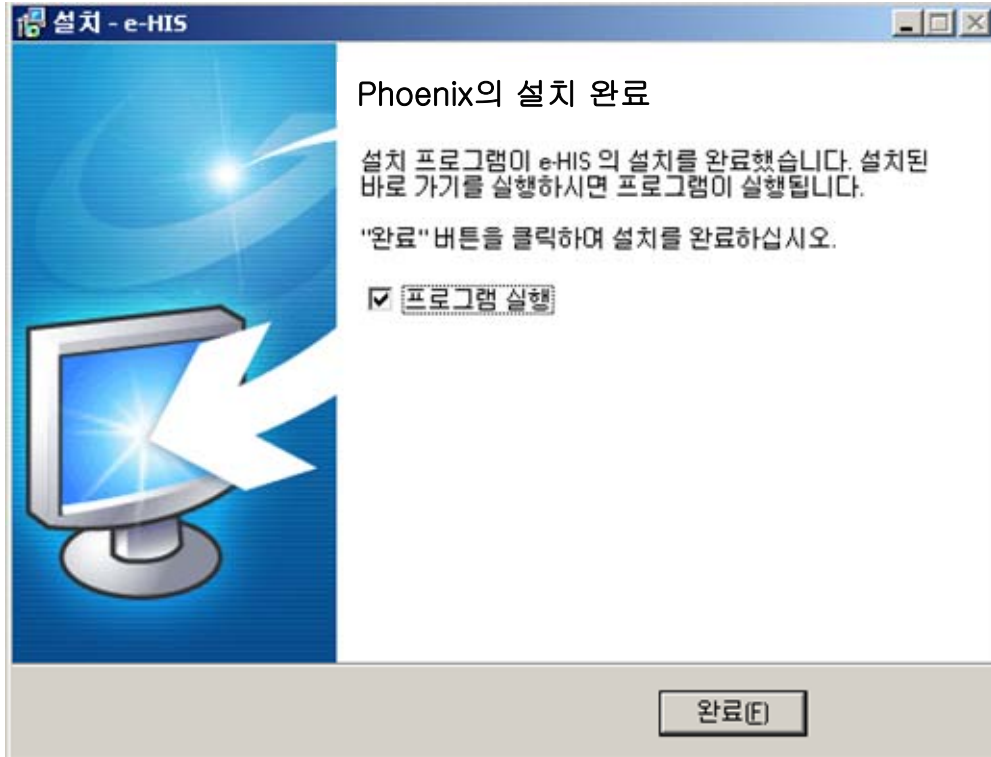 설치 - e-HIS
Phoenix의 설치 완료
설치 프로그램이 e-HIS 의 설치를 완료했습니다. 설치된
바로 가기를 실행하시면 프로그램이 실행됩니다.
"완료" 버튼을 클릭하여 설치를 완료하십시오.
프로그램 실행
완료(F)